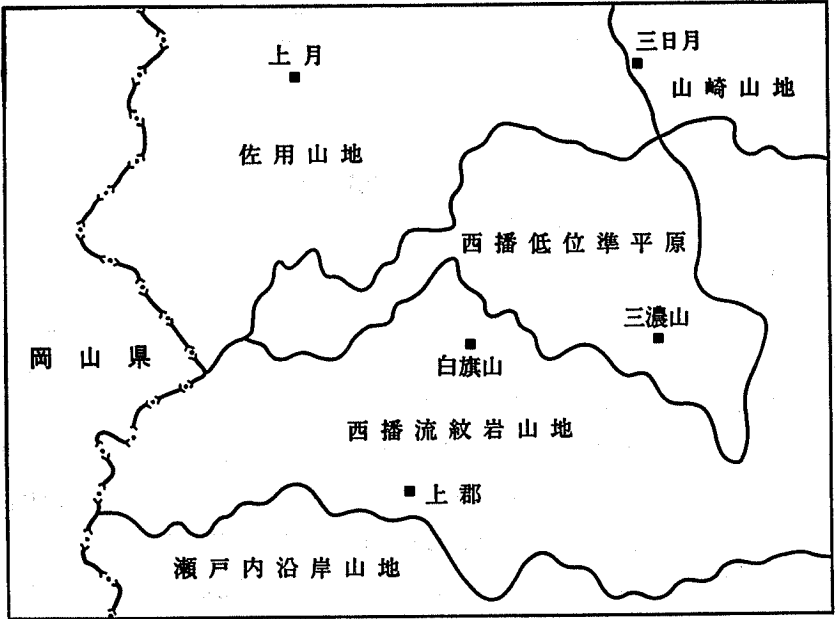 三日月
上月
山崎山地
佐用山地
西播低位準平原
三濃山
岡山県
白旗山
西播流紋岩山地
上郡
瀬戸内沿岸山地